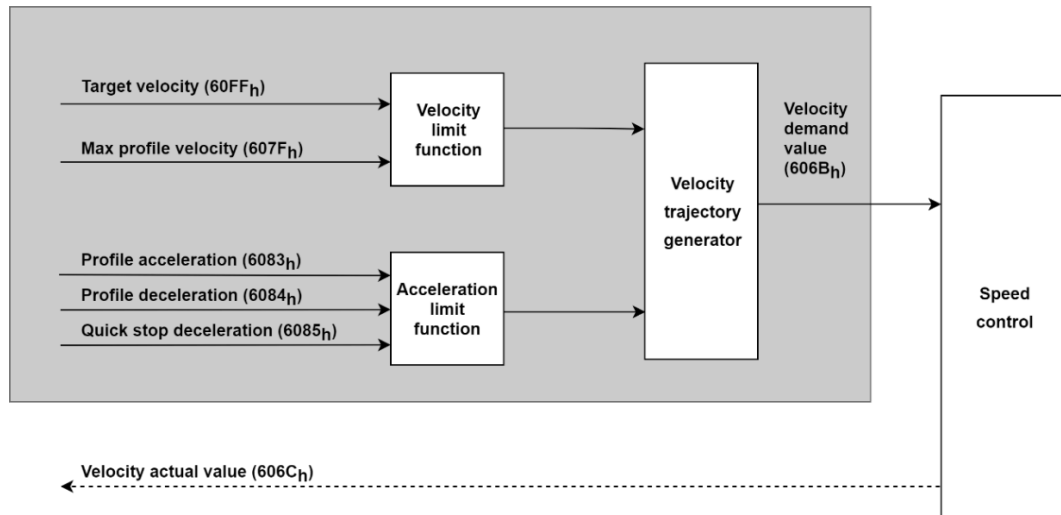 Target velocity (60FFh)
Max profile velocity (607Fh)
Velocity
limit
function
Profile acceleration (6083h)
Profile deceleration (6084h)
Quick stop deceleration (6085h)
Acceleration
limit
function
Velocity
trajectory
generator
Velocity
demand
value
(606Bh)
Speed
control
Velocity actual value (606Ch)